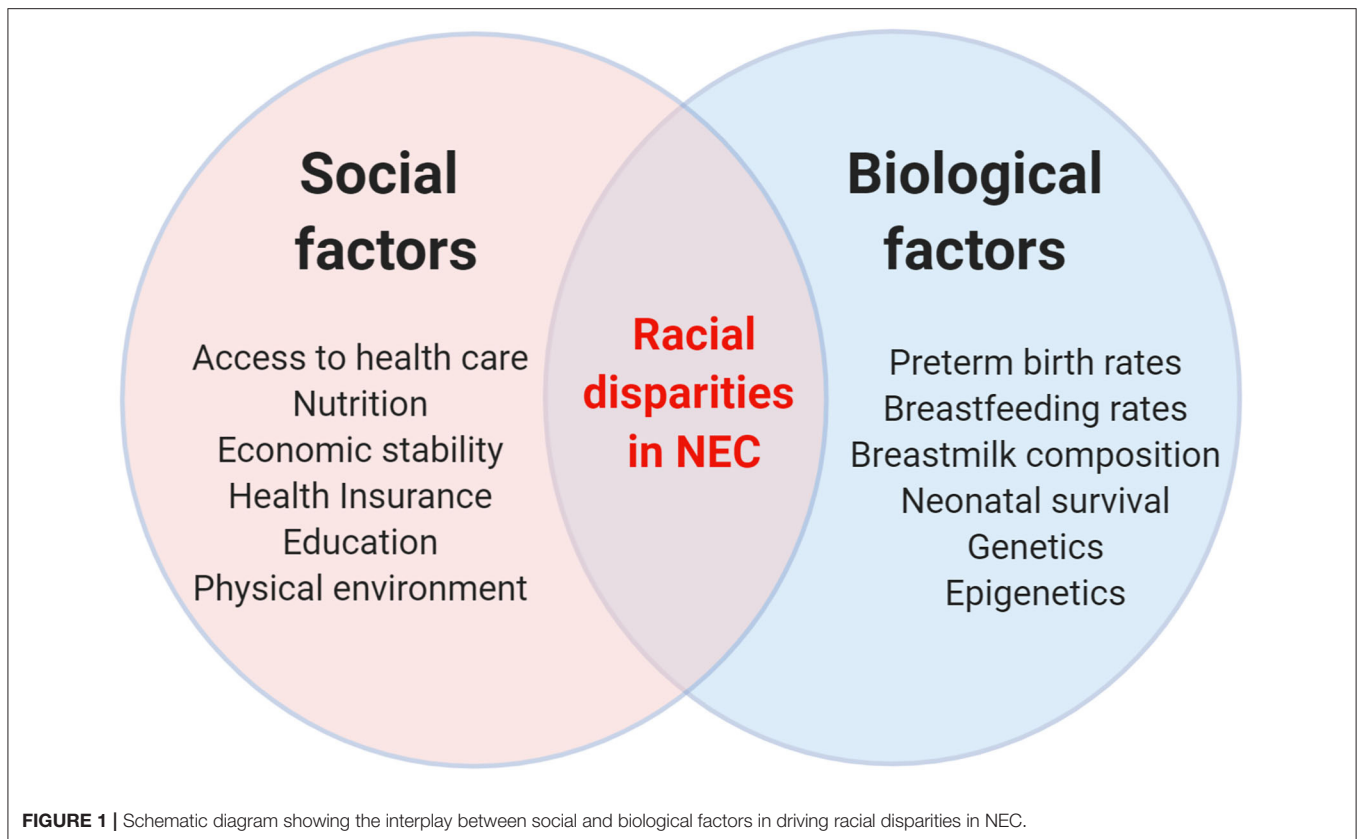 Social
factors
Access to health care
Nutrition
Economic stability
Health Insurance
Education
Physical environment
Racial
disparities
in NEC
Biological
factors
Preterm birth rates
Breastfeeding rates
Breastmilk composition
Neonatal survival
Genetics
Epigenetics
FIGURE 1 | Schematic diagram showing the interplay between social and biological factors in driving racial disparities in NEC.